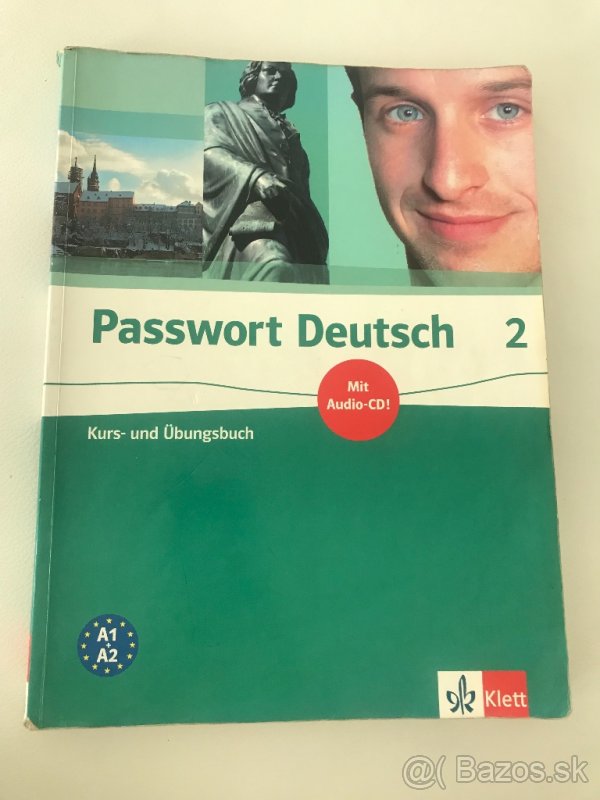 Passwort Deutsch 2
Mit
Audio-CD!
Kurs- und Übungsbuch
A1
+
A2
Klett
@( Bazos.sk